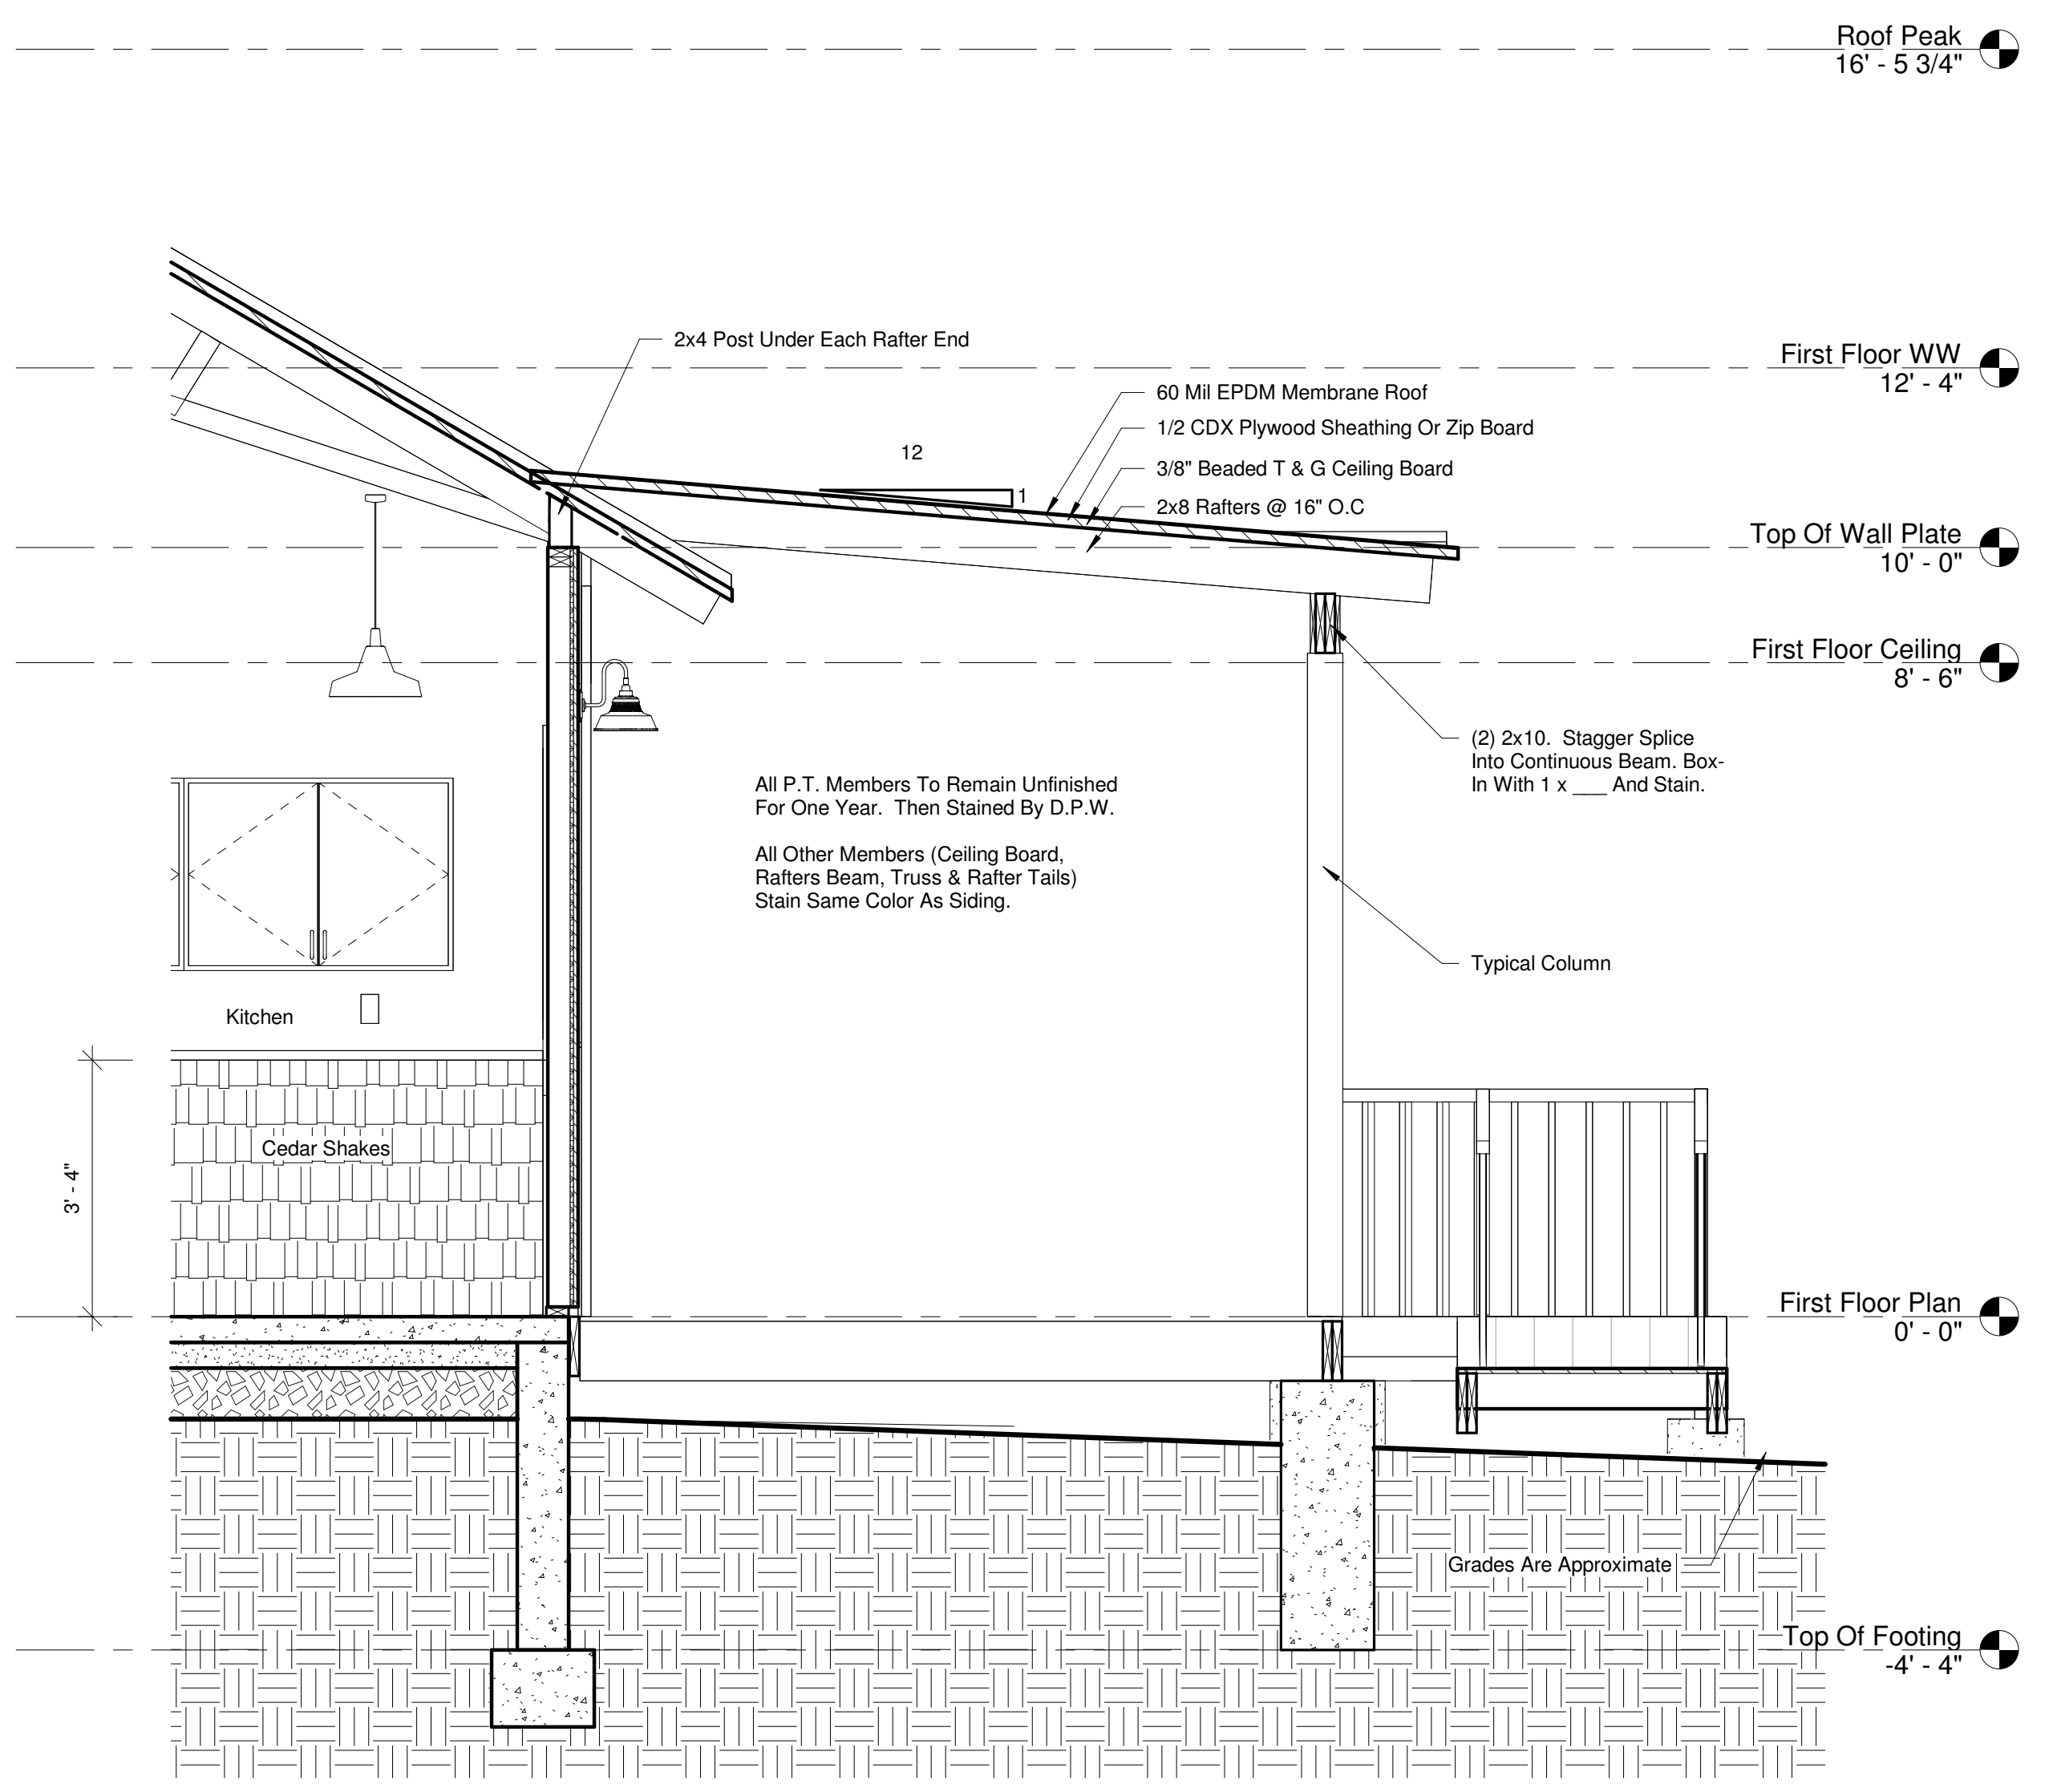 Roof Peak
16' - 5 3/4"
2x4 Post Under Each Rafter End
First Floor WW
12' - 4"
60 Mil EPDM Membrane Roof
1/2 CDX Plywood Sheathing Or Zip Board
12
3/8" Beaded T & G Ceiling Board
1
2x8 Rafters @ 16" O.C
Top Of Wall Plate
10' - 0"
First Floor Ceiling
8' - 6"
(2) 2x10.  Stagger Splice
Into Continuous Beam. Box-
In With 1 x ___ And Stain.
All P.T. Members To Remain Unfinished
For One Year.  Then Stained By D.P.W.
All Other Members (Ceiling Board,
Rafters Beam, Truss & Rafter Tails)
Stain Same Color As Siding.
Typical Column
Kitchen
Cedar Shakes
3' - 4"
First Floor Plan
0' - 0"
Grades Are Approximate
Top Of Footing
-4' - 4"